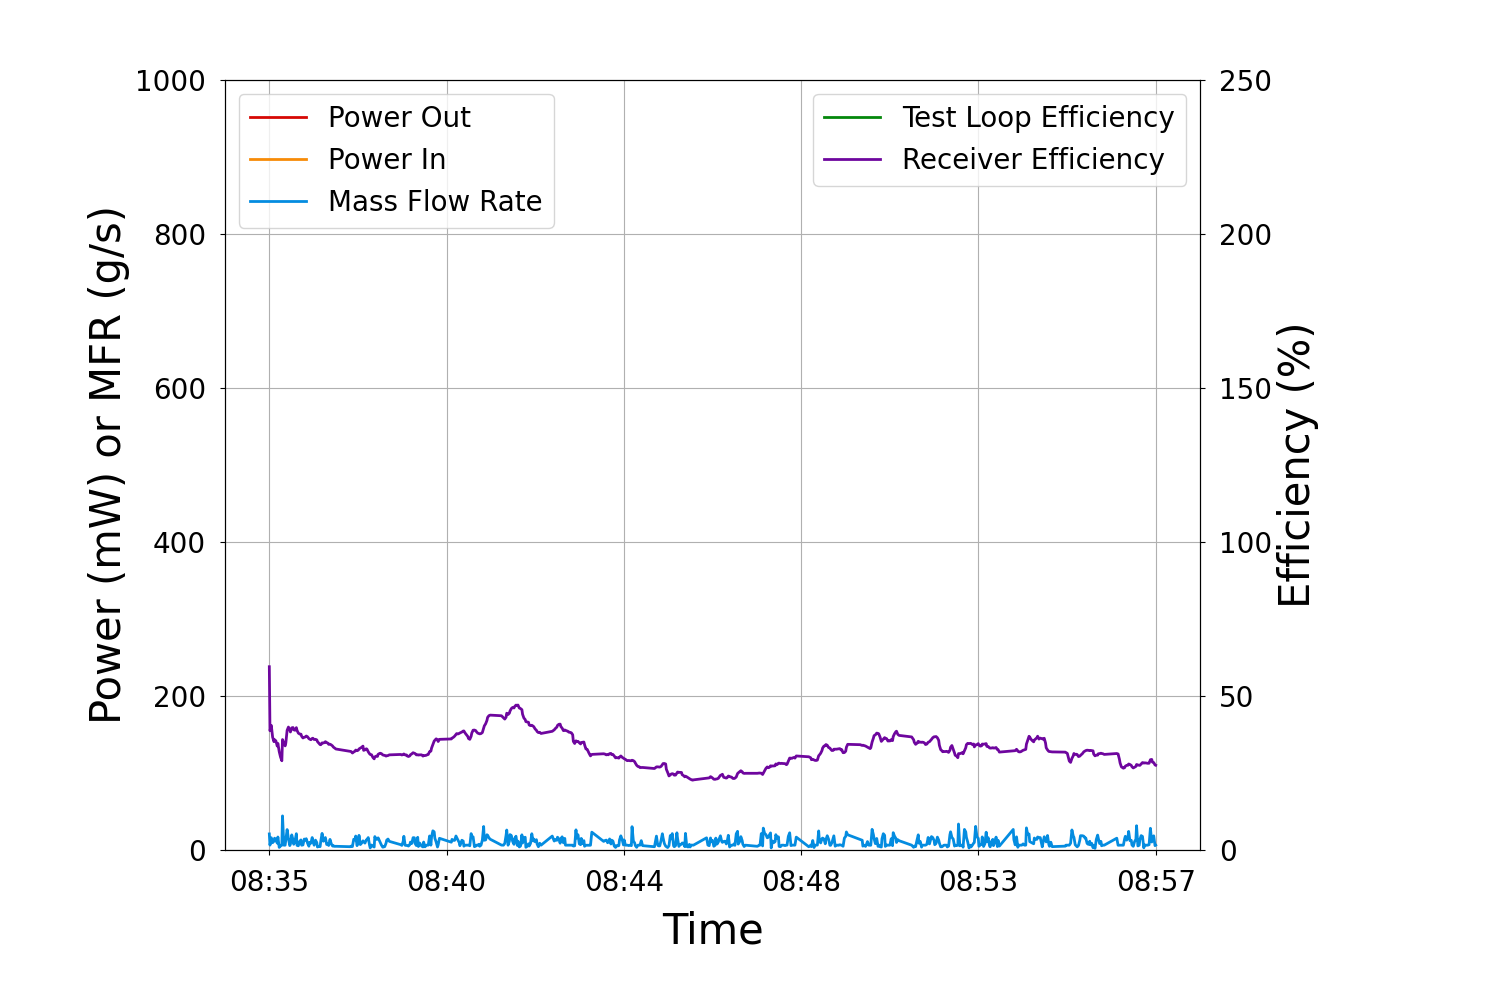 Power (mW) or MFR (g/s)
1000
800
600
400
200
0
Power Out
Power In
Mass Flow Rate
Test Loop Efficiency
Receiver Efficiency
250
200
150
100
50
0
Efficiency (%)
08:35 08:40 08:44 08:48 08:53 08:57
Time